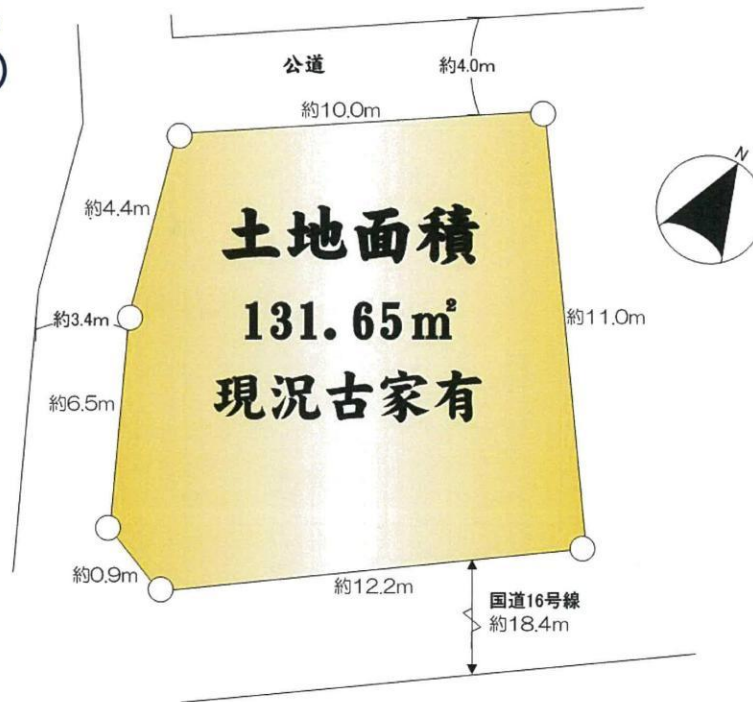 公道
約4.0m
約10.0m
N
約4.4m
土地面積
131.65㎡
約3.4m
約11.0m
現況古家有
約6.5m
約0.9m
約12.2m
国道16号線
約18.4m